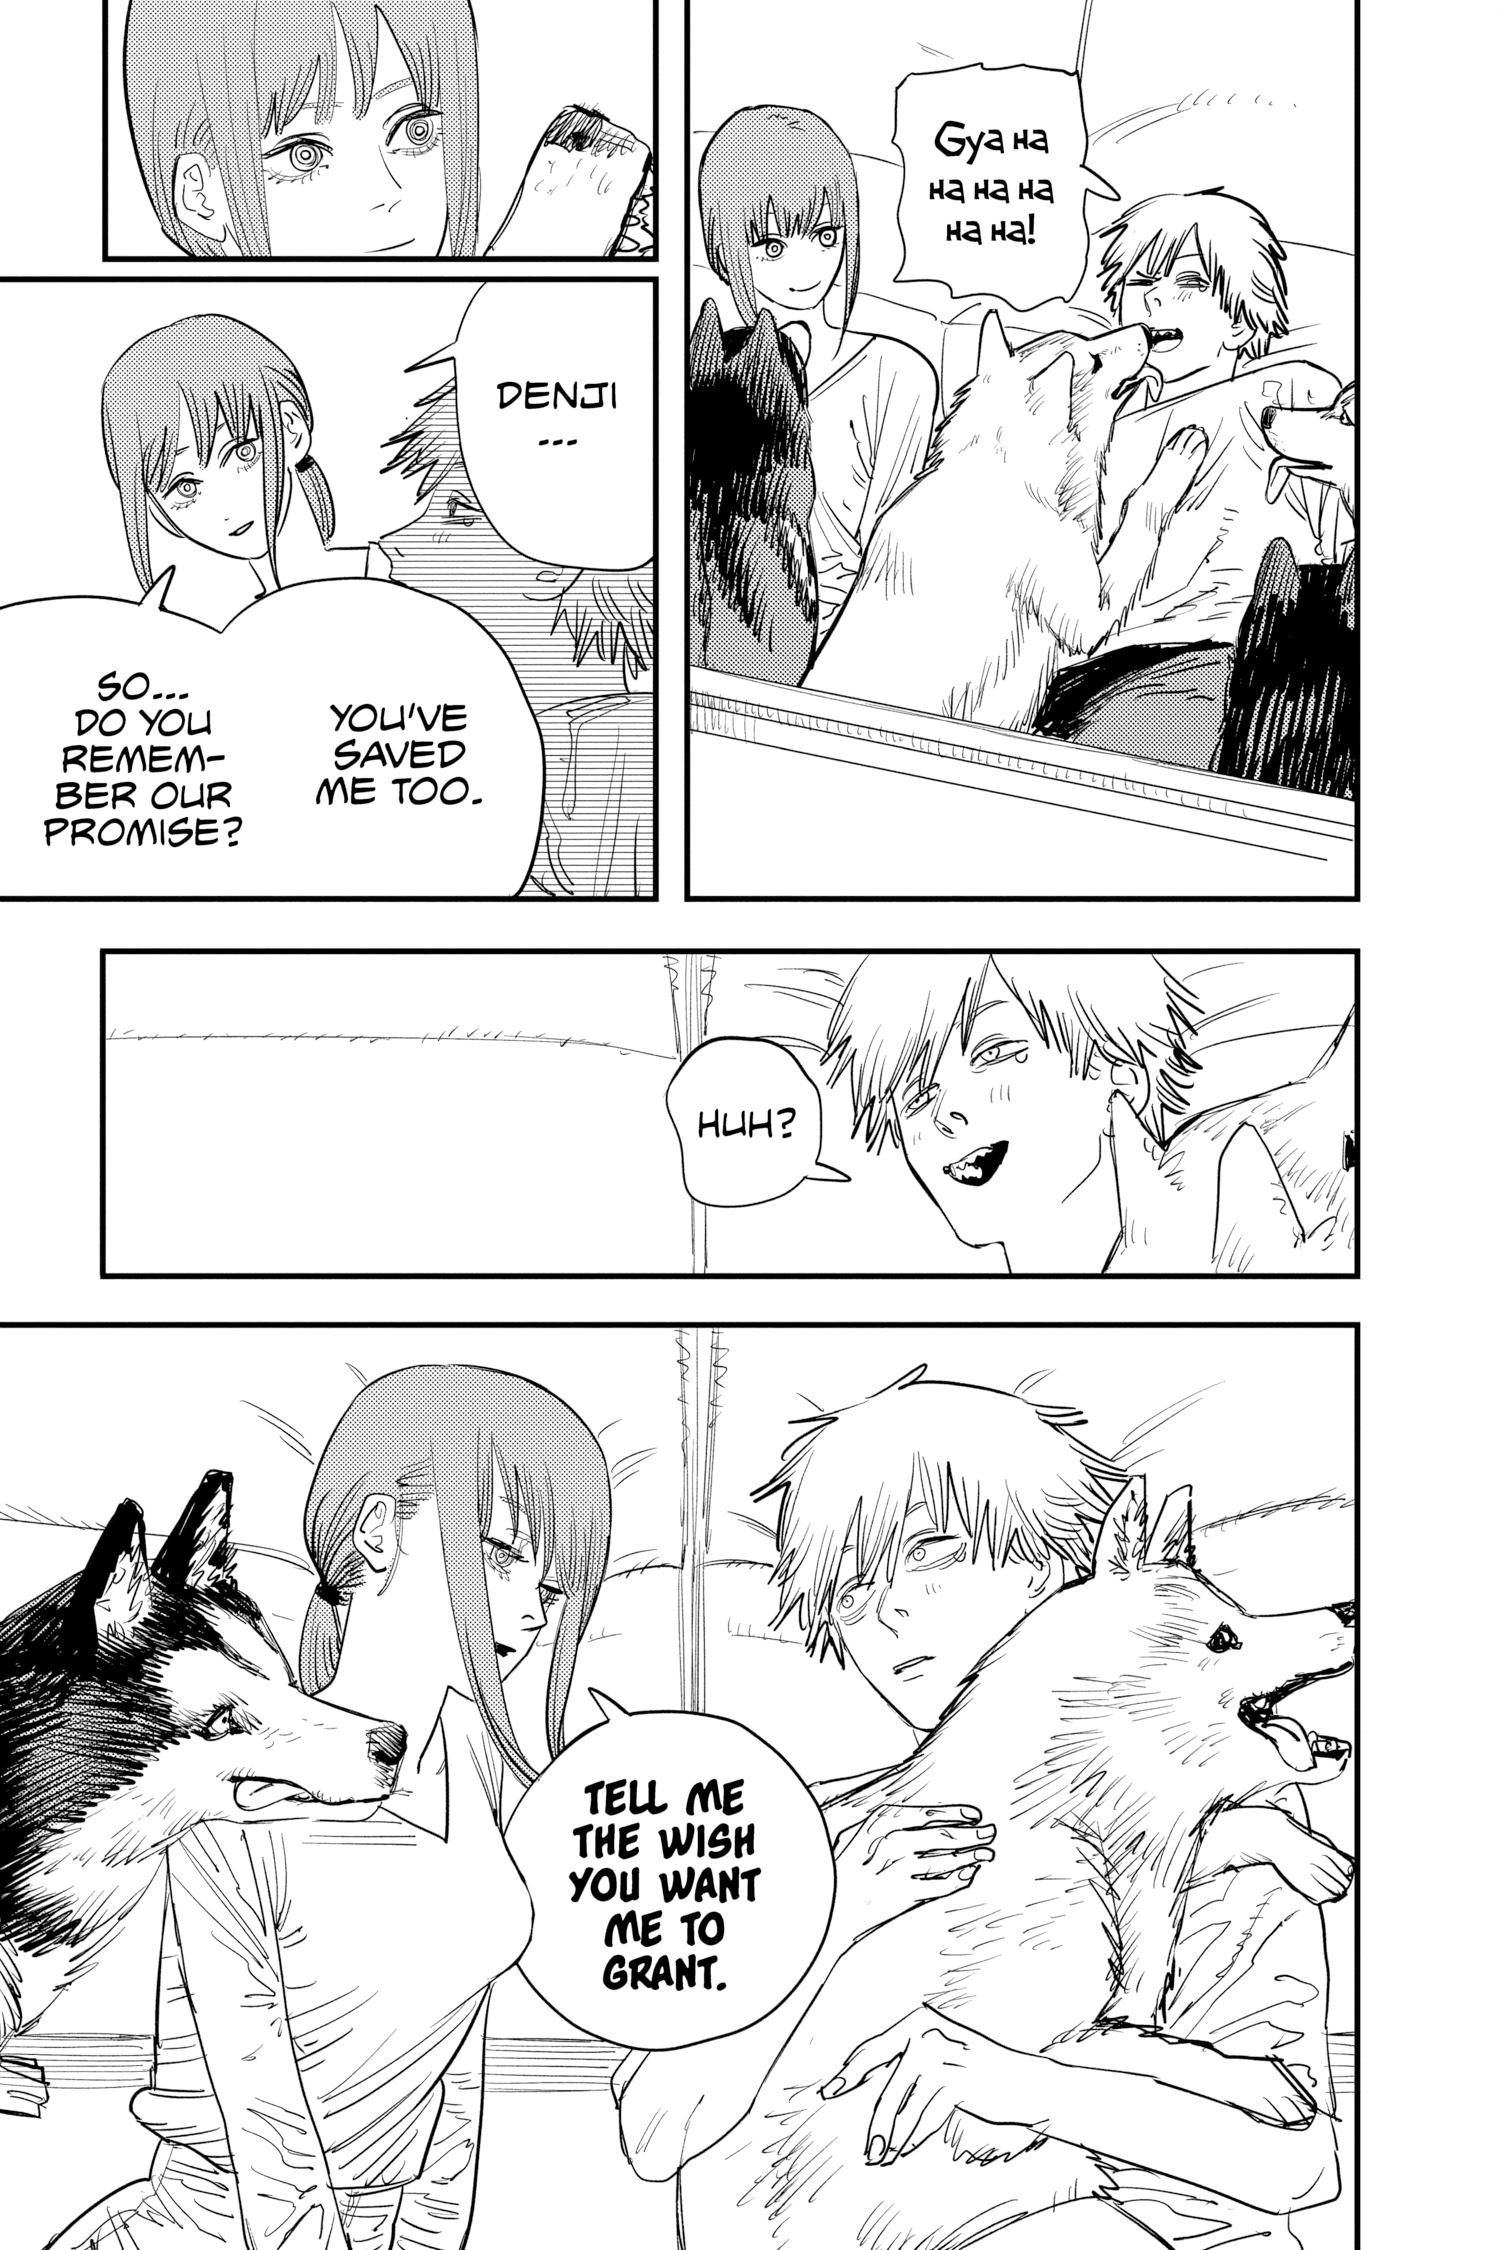 Gya ha
ha ha ha
ha ha!
DENJI
...
YOU'VE
SAVED
ME TOO.
SO...
DO YOU
REMEM-
BER OUR
PROMISE?
HUH?
TELL ME
THE WISH
YOU WANT
ME TO
GRANT.